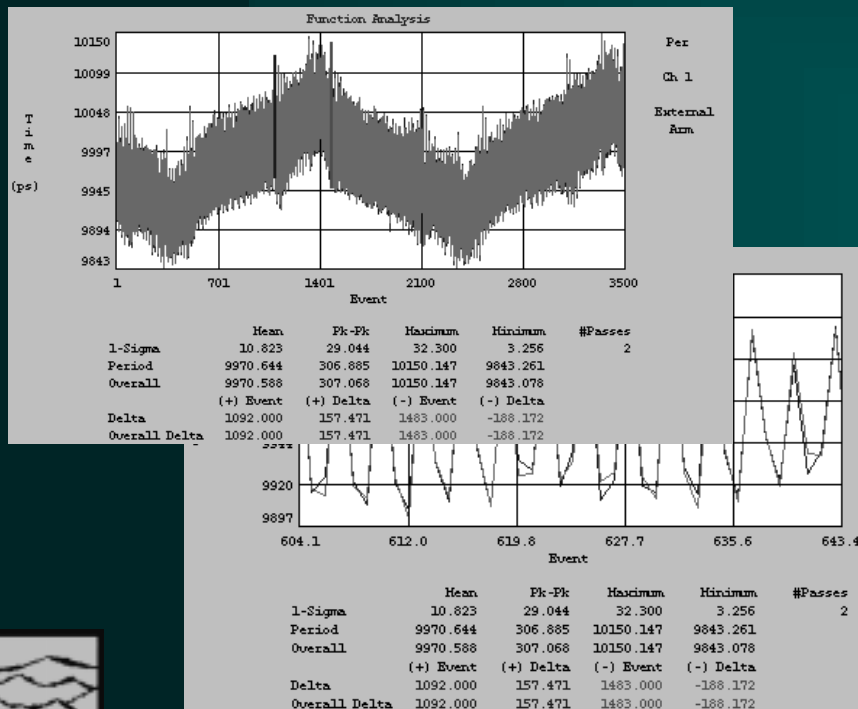 Function Analysis
10150
10099
10048
9997
9945
9894
9843
Time
(ps)
1 701 1401 2100 2800 3500
Event
Per
Ch 1
External
Arm
Mean Pk-Pk Maximum Minimum #Passes
1-Sigma 10.823 29.044 32.300 3.256 2
Period 9970.644 306.885 10150.147 9843.261
Overall 9970.588 307.068 10150.147 9843.078
(+) Event (+) Delta (-) Event (-) Delta
Delta 1092.000 157.471 1483.000 -188.172
Overall Delta 1092.000 157.471 1483.000 -188.172
9944
9920
9897
604.1 612.0 619.8 627.7 635.6 643.4
Event
Mean Pk-Pk Maximum Minimum #Passes
1-Sigma 10.823 29.044 32.300 3.256 2
Period 9970.644 306.885 10150.147 9843.261
Overall 9970.588 307.068 10150.147 9843.078
(+) Event (+) Delta (-) Event (-) Delta
Delta 1092.000 157.471 1483.000 -188.172
Overall Delta 1092.000 157.471 1483.000 -188.172